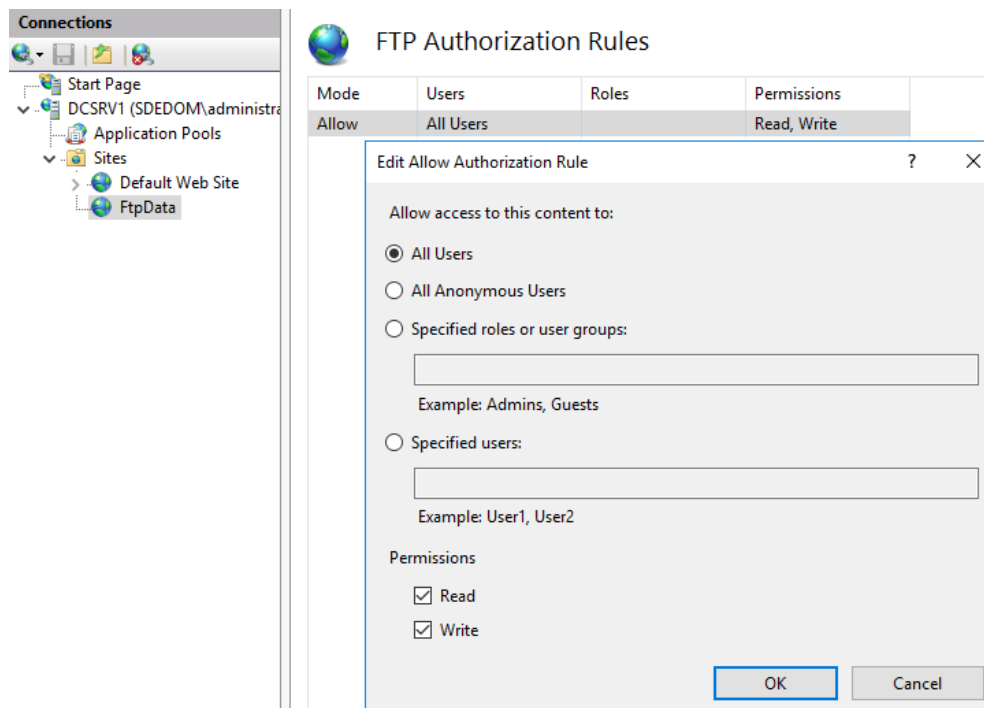 Connections
Start Page
DCSRV1 (SDEDOM\administra
Application Pools
Sites
Default Web Site
FtpData
FTP Authorization Rules
Mode Users Roles Permissions
Allow All Users Read, Write
Edit Allow Authorization Rule ?
Allow access to this content to:
All Users
All Anonymous Users
Specified roles or user groups:
Example: Admins, Guests
Specified users:
Example: User1, User2
Permissions
Read
Write
OK Cancel